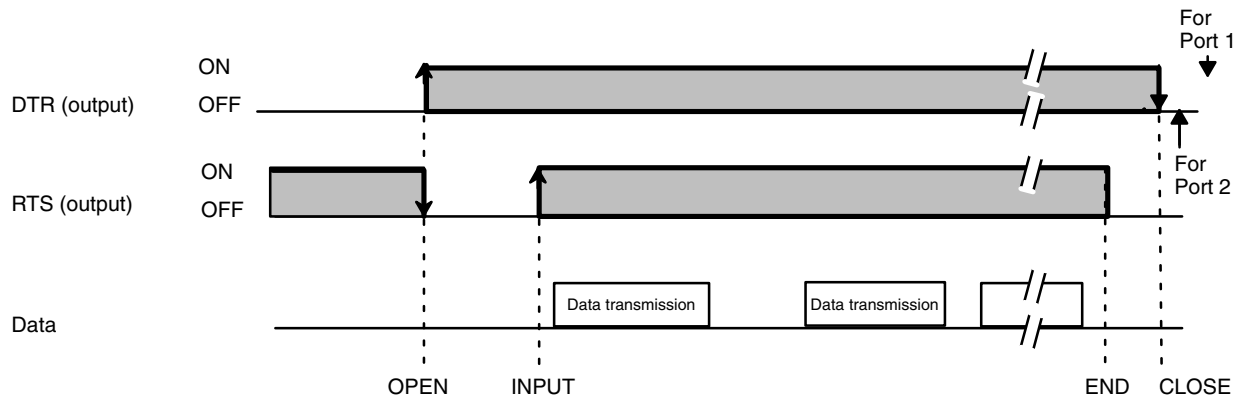 For
Port 1
ON
DTR (output)
OFF
For
Port 2
ON
RTS (output)
OFF
Data transmission
Data transmission
Data
OPEN
INPUT
END
CLOSE